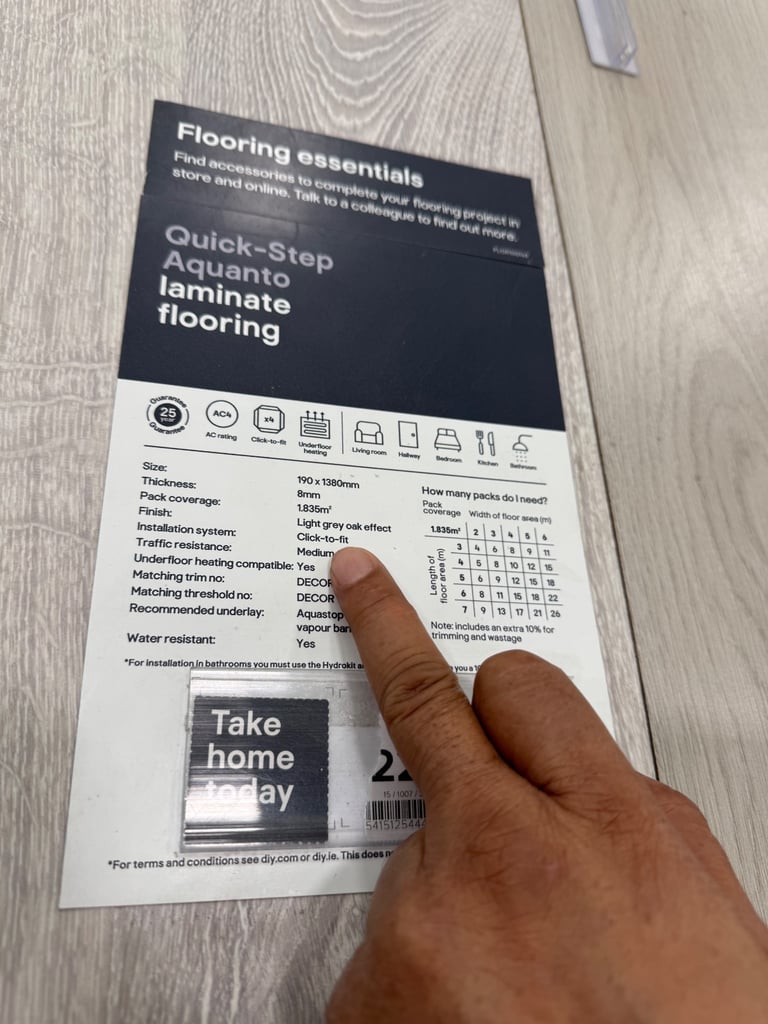 Flooring essentials
Find accessories to complete your flooring project in
store and online. Talk to a colleague to find out more.
Quick-Step
Aquanto
laminate
flooring
Guarantee
25
year
Guarantee
AC4
AC rating
x4
Click-to-fit
Underfloor
heating
Living room
Hallway
Bedroom
Kitchen
Bathroom
Size: 190 x 1380mm
Thickness: 8mm
Pack coverage: 1.835m²
Finish: Light grey oak effect
Installation system: Click-to-fit
Traffic resistance: Medium
Underfloor heating compatible: Yes
Matching trim no: DECOR
Matching threshold no: DECOR
Recommended underlay: Aquastop
vapour
Water resistant: Yes
How many packs do I need?
Pack
coverage
Width of floor area (m)
1.835m² 2 3 4 5 6
Length of
floor area (m)
3 4 6 8 9 11
4 5 8 10 12 15
5 6 9 12 15 18
6 8 11 15 18 22
7 9 13 17 21 26
Note: includes an extra 10% for
trimming and wastage
*For installation in bathrooms you must use the Hydrokit
you a
Take
home
today
22
15/1007/
*For terms and conditions see diy.com or diy.ie. This does